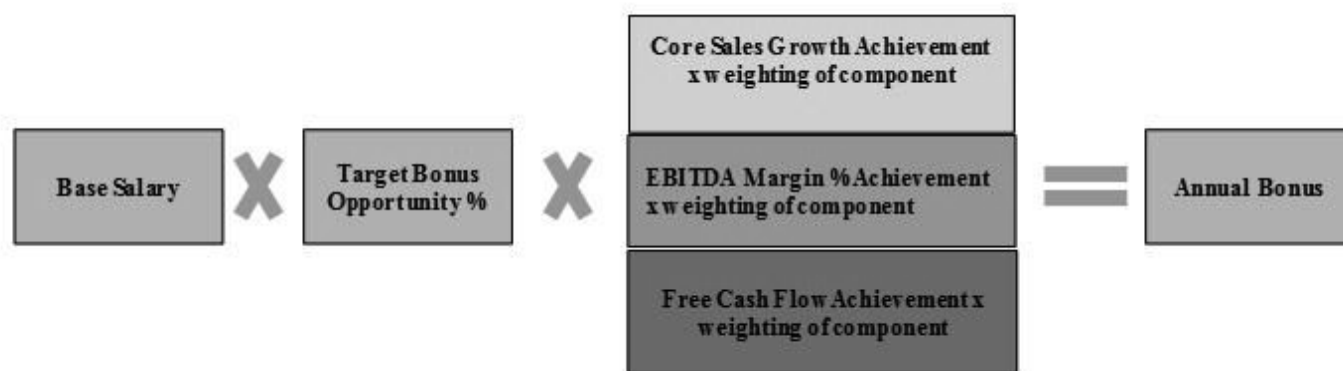 Base Salary
Target Bonus
Opportunity %
Core Sales Growth Achievement
x weighting of component
EBITDA Margin % Achievement
x weighting of component
Free Cash Flow Achievement x
weighting of component
Annual Bonus